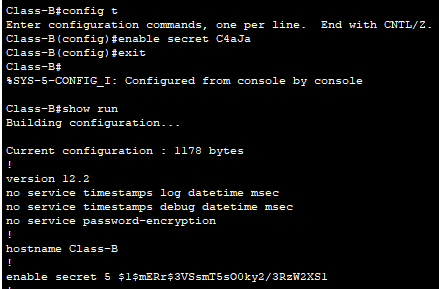 Class-B#config t
Enter configuration commands, one per line.  End with CNTL/Z.
Class-B(config)#enable secret C4aJa
Class-B(config)#exit
Class-B#
%SYS-5-CONFIG_I: Configured from console by console
Class-B#show run
Building configuration...
Current configuration : 1178 bytes
!
version 12.2
no service timestamps log datetime msec
no service timestamps debug datetime msec
no service password-encryption
!
hostname Class-B
!
enable secret 5 $1$mERr$3VSsmT5sO0ky2/3RzW2XS1